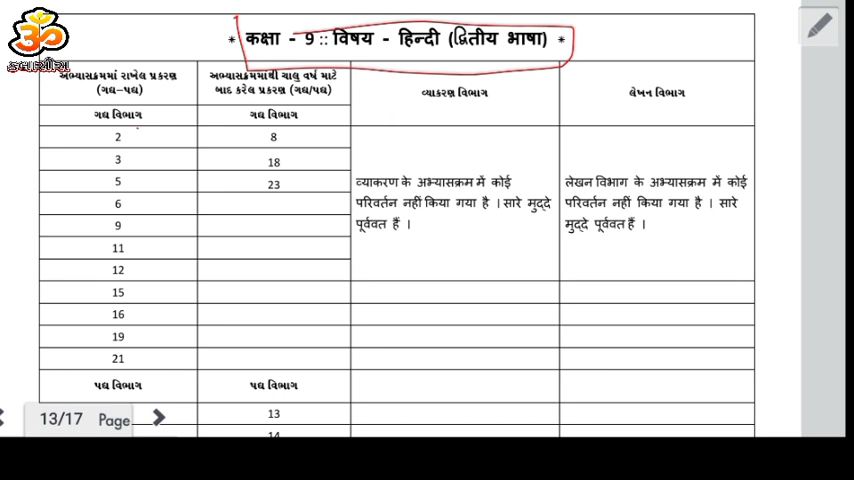 ॐ
કથાસરીતા
* कक्षा - 9 :: विषय - हिन्दी (द्वितीय भाषा) *
અભ્યાસક્રમમાં રાખેલ પ્રકરણ
(ગદ્ય-પદ્ય)
અભ્યાસક્રમમાંથી ચાલુ વર્ષ માટે
બાદ કરેલ પ્રકરણ (ગદ્ય/પદ્ય)
વ્યાકરણ વિભાગ
લેખન વિભાગ
ગદ્ય વિભાગ
ગદ્ય વિભાગ
2
8
3
18
5
23
6
9
11
12
15
16
19
21
व्याकरण के अभ्यासक्रम में कोई
परिवर्तन नहीं किया गया है । सारे मुद्दे
पूर्ववत हैं ।
लेखन विभाग के अभ्यासक्रम में कोई
परिवर्तन नहीं किया गया है । सारे
मुद्दे पूर्ववत हैं ।
પદ્ય વિભાગ
પદ્ય વિભાગ
13
14
13/17 Page